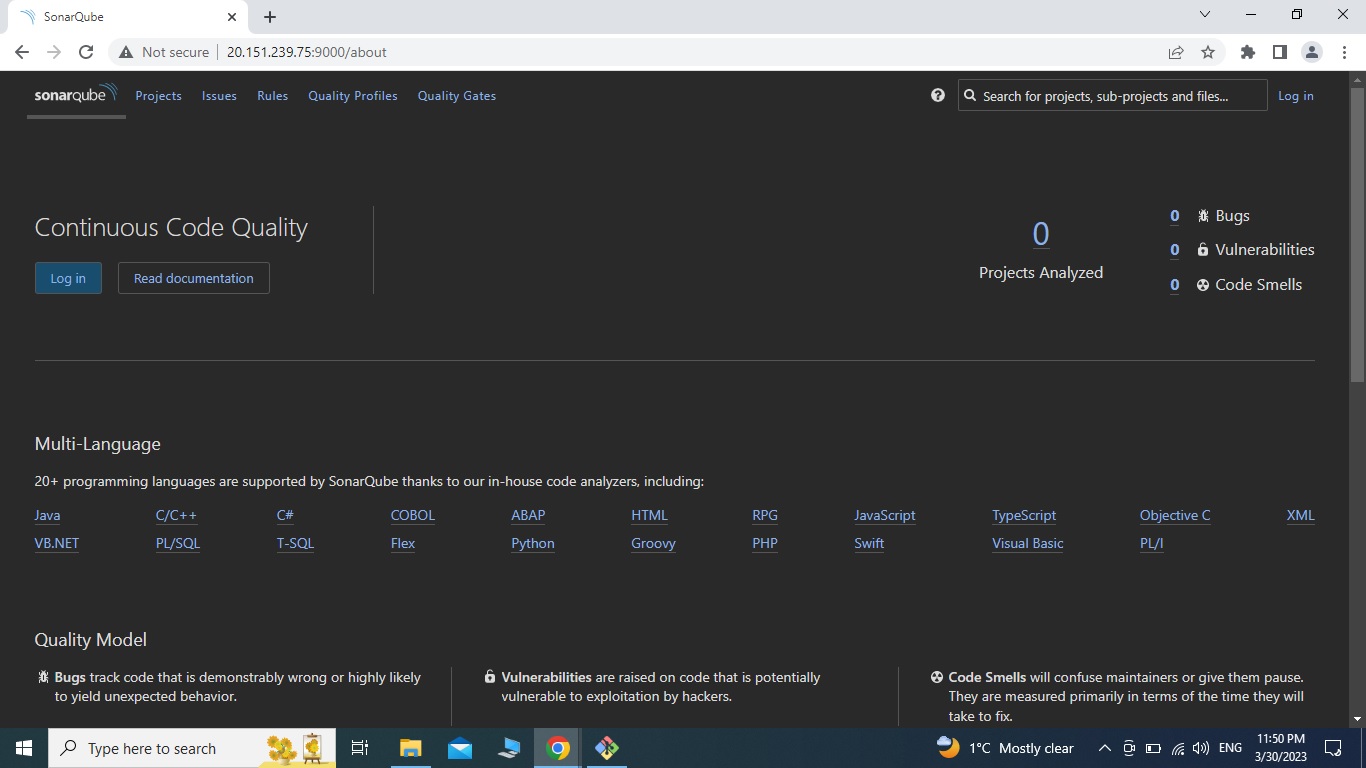 SonarQube
Not secure
20.151.239.75:9000/about
sonarqube Projects Issues Rules Quality Profiles Quality Gates Search for projects, sub-projects and files... Log in
Continuous Code Quality
Log in Read documentation
0
Projects Analyzed
0 Bugs
0 Vulnerabilities
0 Code Smells
Multi-Language
20+ programming languages are supported by SonarQube thanks to our in-house code analyzers, including:
Java C/C++ C# COBOL ABAP HTML RPG JavaScript TypeScript Objective C XML
VB.NET PL/SQL T-SQL Flex Python Groovy PHP Swift Visual Basic PL/I
Quality Model
Bugs track code that is demonstrably wrong or highly likely
to yield unexpected behavior.
Vulnerabilities are raised on code that is potentially
vulnerable to exploitation by hackers.
Code Smells will confuse maintainers or give them pause.
They are measured primarily in terms of the time they will
take to fix.
Type here to search
1°C Mostly clear
ENG
11:50 PM
3/30/2023